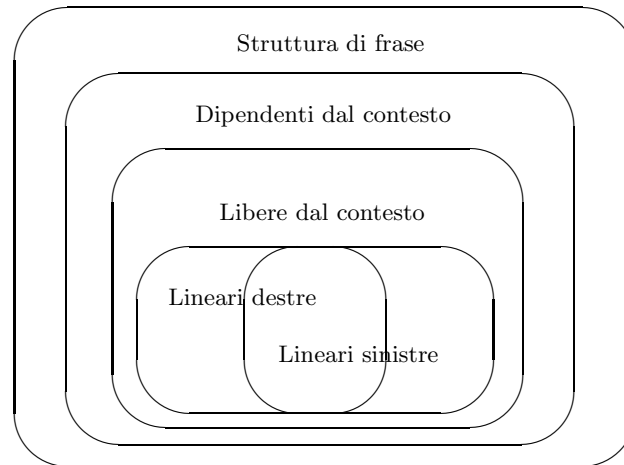 Struttura di frase
Dipendenti dal contesto
Libere dal contesto
Lineari destre
Lineari sinistre